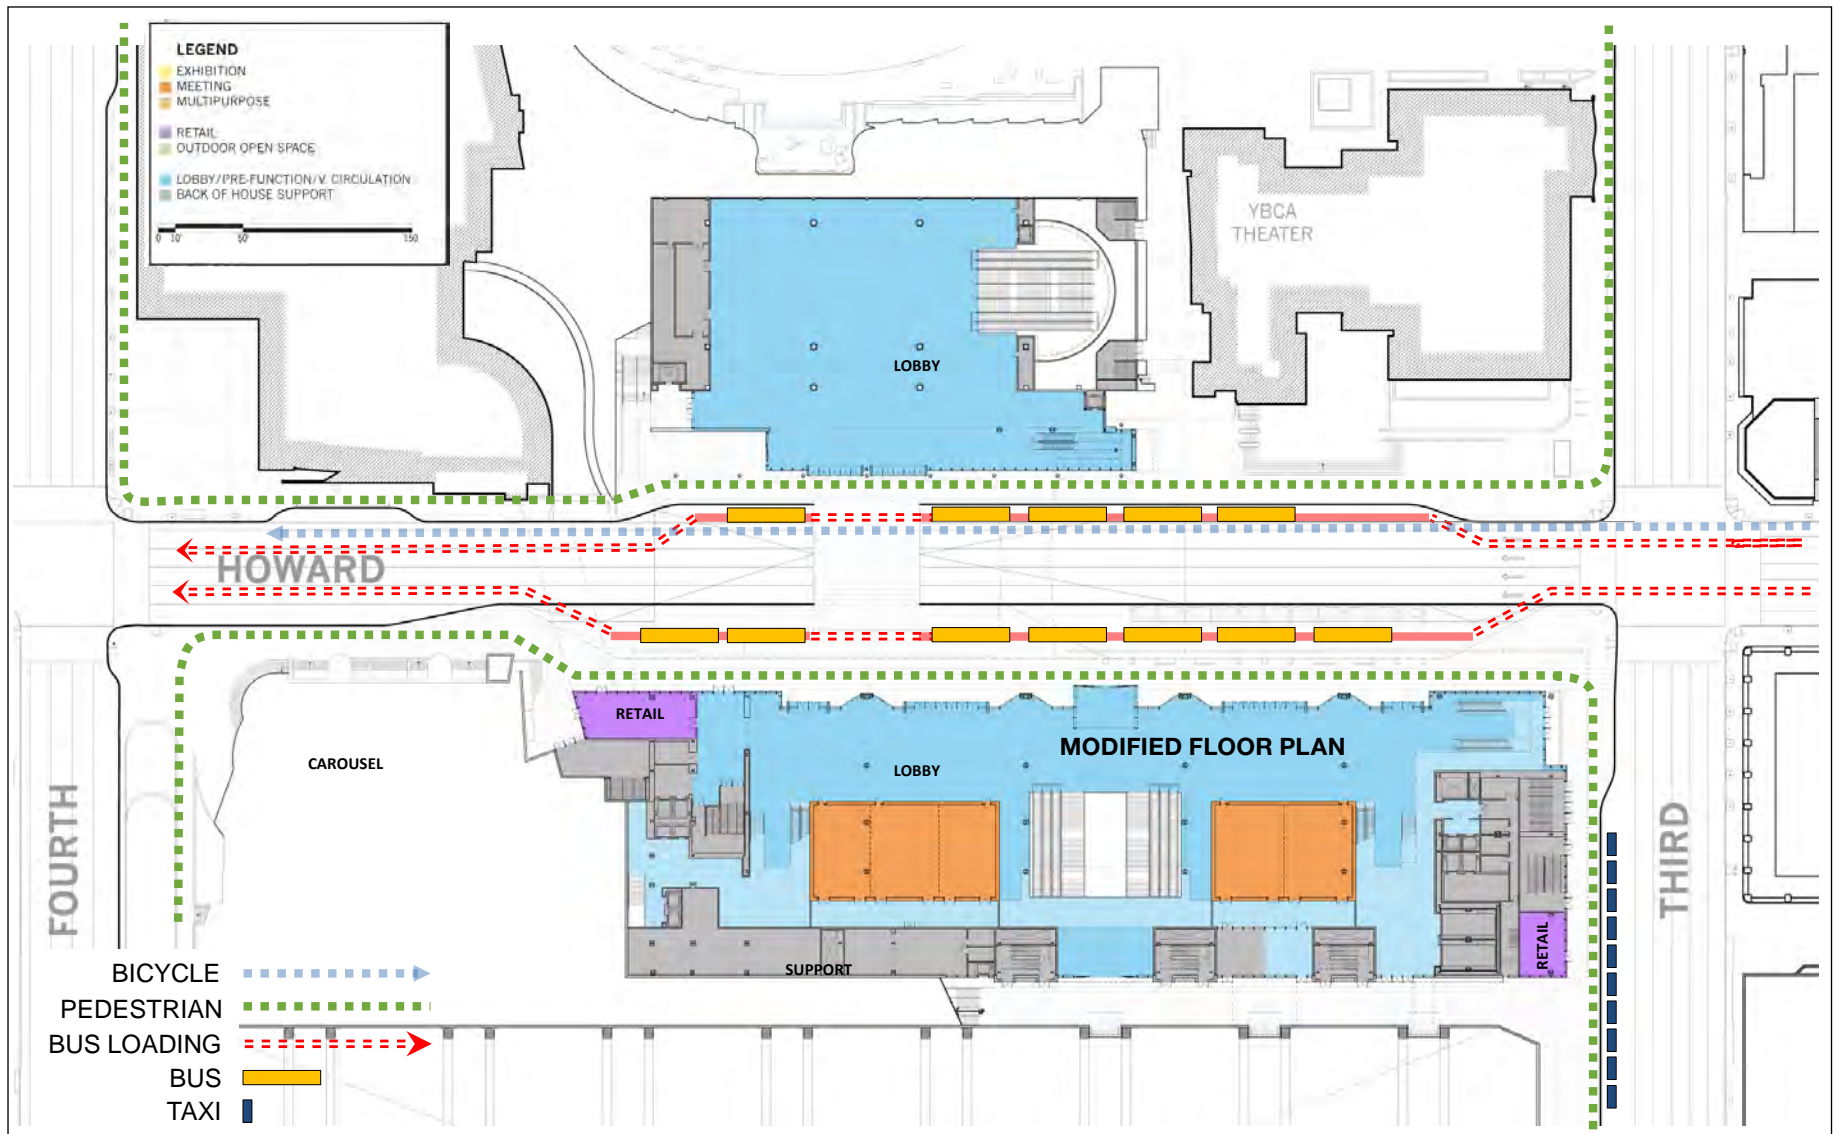 LEGEND
EXHIBITION
MEETING
MULTIPURPOSE
RETAIL
OUTDOOR OPEN SPACE
LOBBY/PRE-FUNCTION/V. CIRCULATION
BACK OF HOUSE SUPPORT
0 10' 50' 150
YBCA
THEATER
LOBBY
HOWARD
RETAIL
MODIFIED FLOOR PLAN
CAROUSEL
LOBBY
FOURTH
THIRD
RETAIL
SUPPORT
BICYCLE
PEDESTRIAN
BUS LOADING
BUS
TAXI